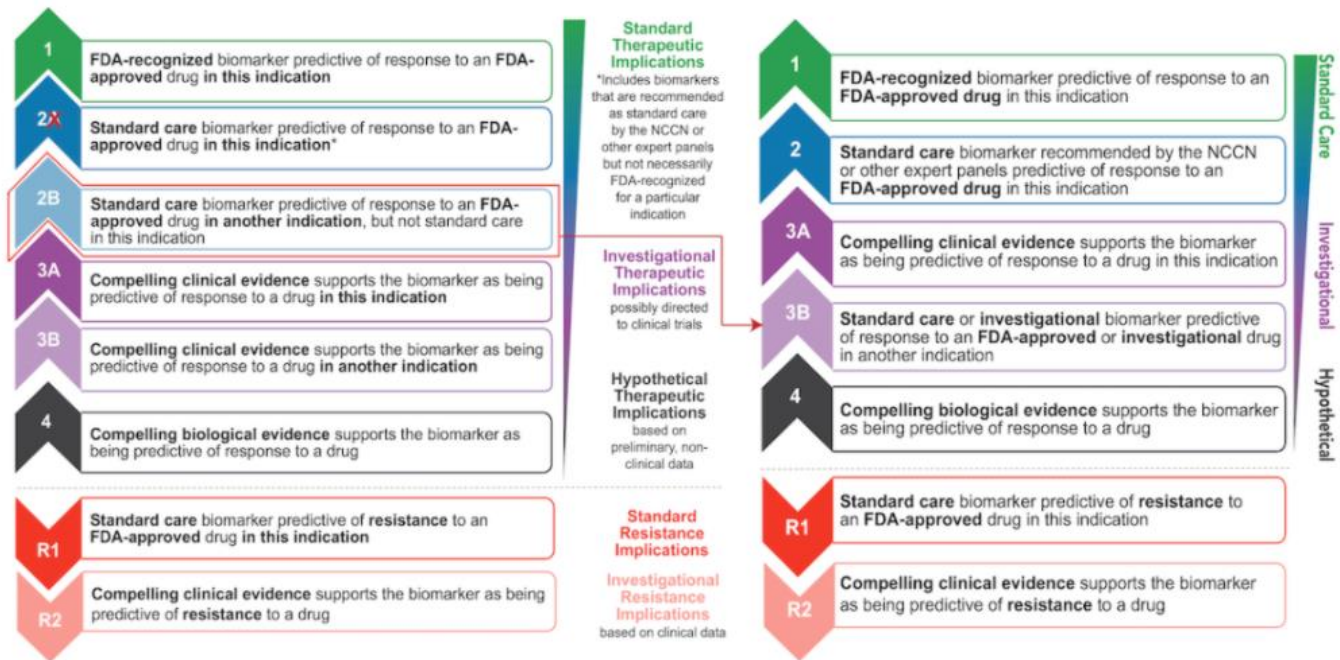 1
FDA-recognized biomarker predictive of response to an FDA-
approved drug in this indication
2A
Standard care biomarker predictive of response to an FDA-
approved drug in this indication*
2B
Standard care biomarker predictive of response to an FDA-
approved drug in another indication, but not standard care
in this indication
3A
Compelling clinical evidence supports the biomarker as being
predictive of response to a drug in this indication
3B
Compelling clinical evidence supports the biomarker as being
predictive of response to a drug in another indication
4
Compelling biological evidence supports the biomarker as
being predictive of response to a drug
R1
Standard care biomarker predictive of resistance to an
FDA-approved drug in this indication
R2
Compelling clinical evidence supports the biomarker as being
predictive of resistance to a drug
Standard
Therapeutic
Implications
*Includes biomarkers
that are recommended
as standard care
by the NCCN or
other expert panels
but not necessarily
FDA-recognized
for a particular
indication
Investigational
Therapeutic
Implications
possibly directed
to clinical trials
Hypothetical
Therapeutic
Implications
based on
preliminary, non-
clinical data
Standard
Resistance
Implications
Investigational
Resistance
Implications
based on clinical data
1
FDA-recognized biomarker predictive of response to an
FDA-approved drug in this indication
2
Standard care biomarker recommended by the NCCN
or other expert panels predictive of response to an
FDA-approved drug in this indication
3A
Compelling clinical evidence supports the biomarker
as being predictive of response to a drug in this indication
3B
Standard care or investigational biomarker predictive
of response to an FDA-approved or investigational drug
in another indication
4
Compelling biological evidence supports the biomarker
as being predictive of response to a drug
R1
Standard care biomarker predictive of resistance to
an FDA-approved drug in this indication
R2
Compelling clinical evidence supports the biomarker
as being predictive of resistance to a drug
Standard Care
Investigational
Hypothetical